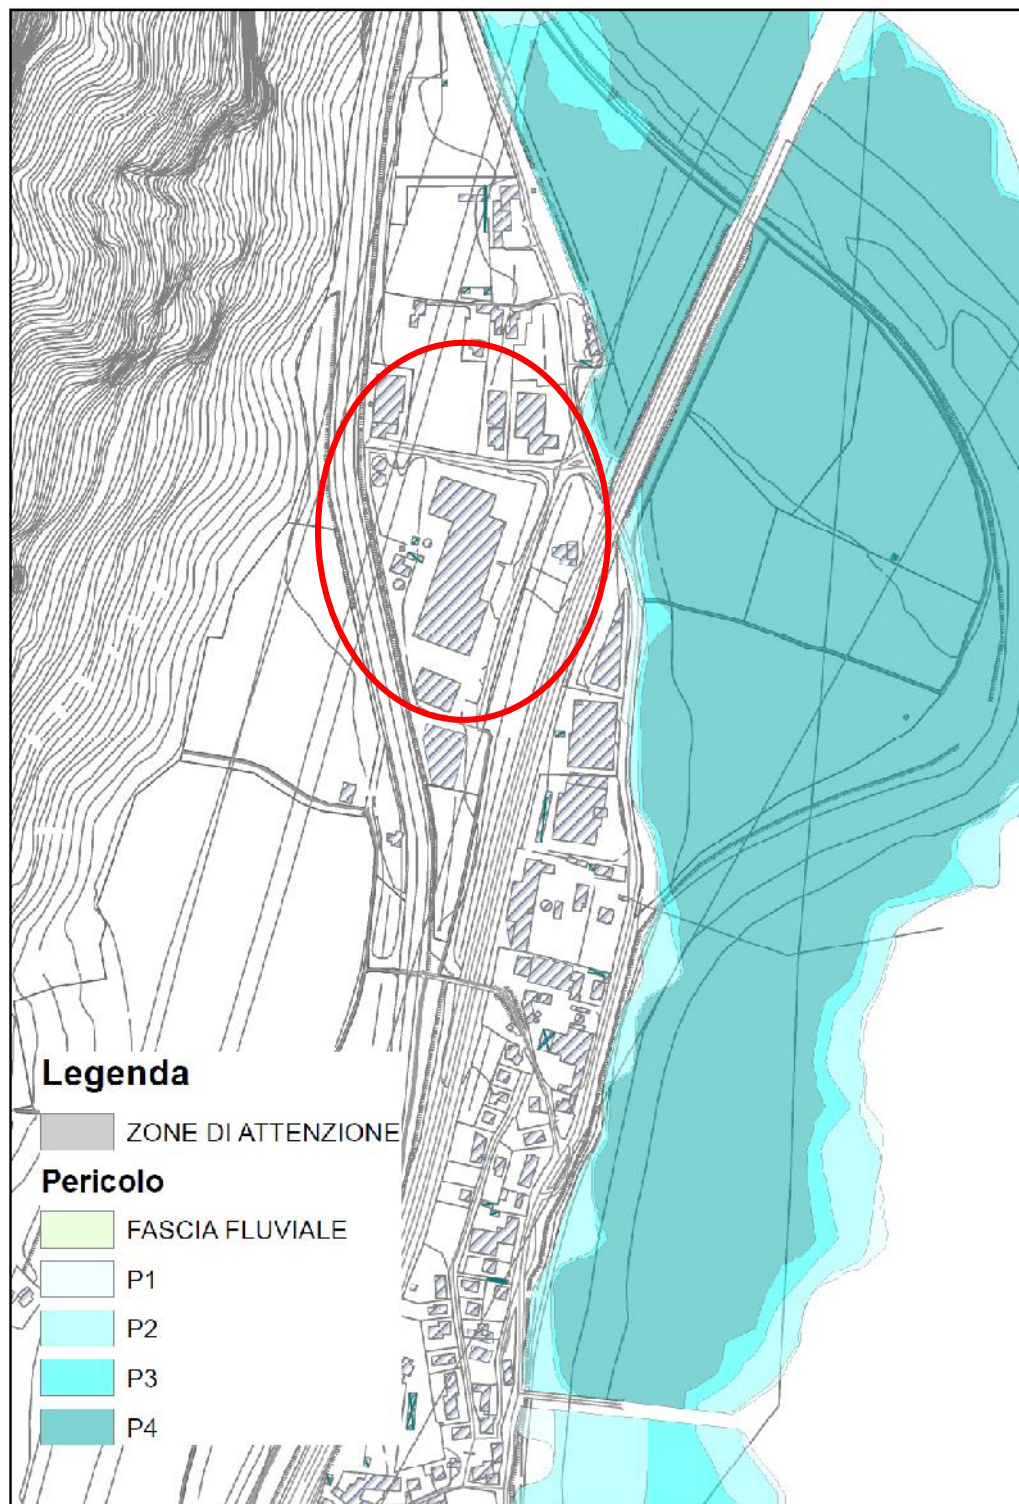 Legenda
ZONE DI ATTENZIONE
Pericolo
FASCIA FLUVIALE
P1
P2
P3
P4